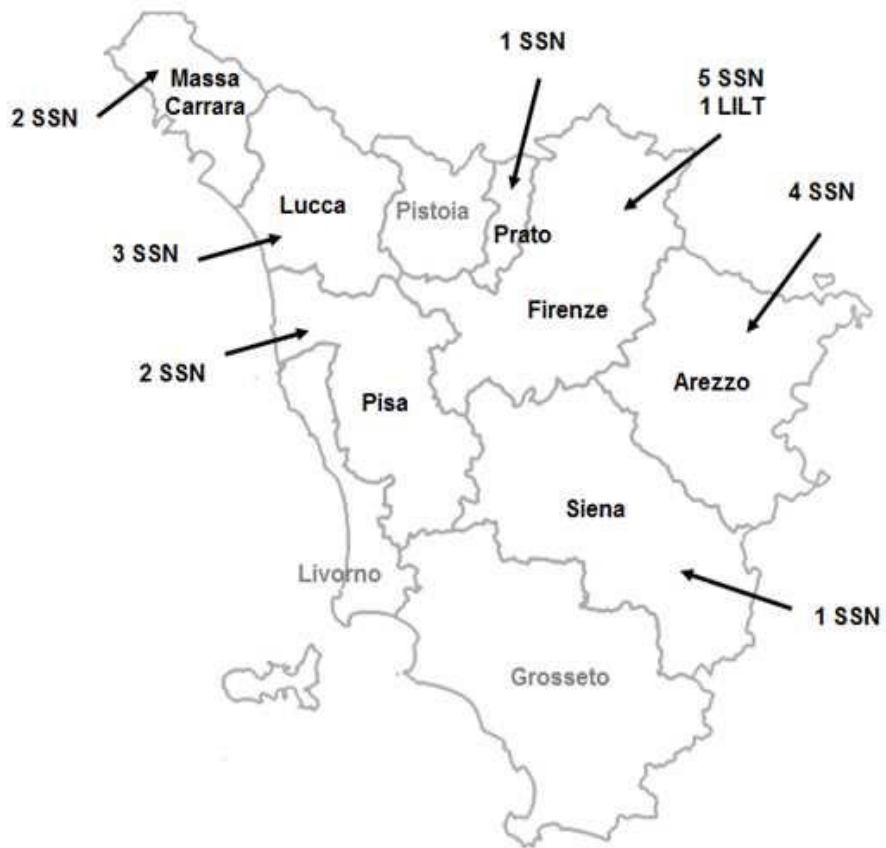 1 SSN
5 SSN
1 LILT
Massa
Carrara
2 SSN
4 SSN
Lucca
Pistoia
Prato
3 SSN
Firenze
2 SSN
Pisa
Arezzo
Siena
Livorno
1 SSN
Grosseto